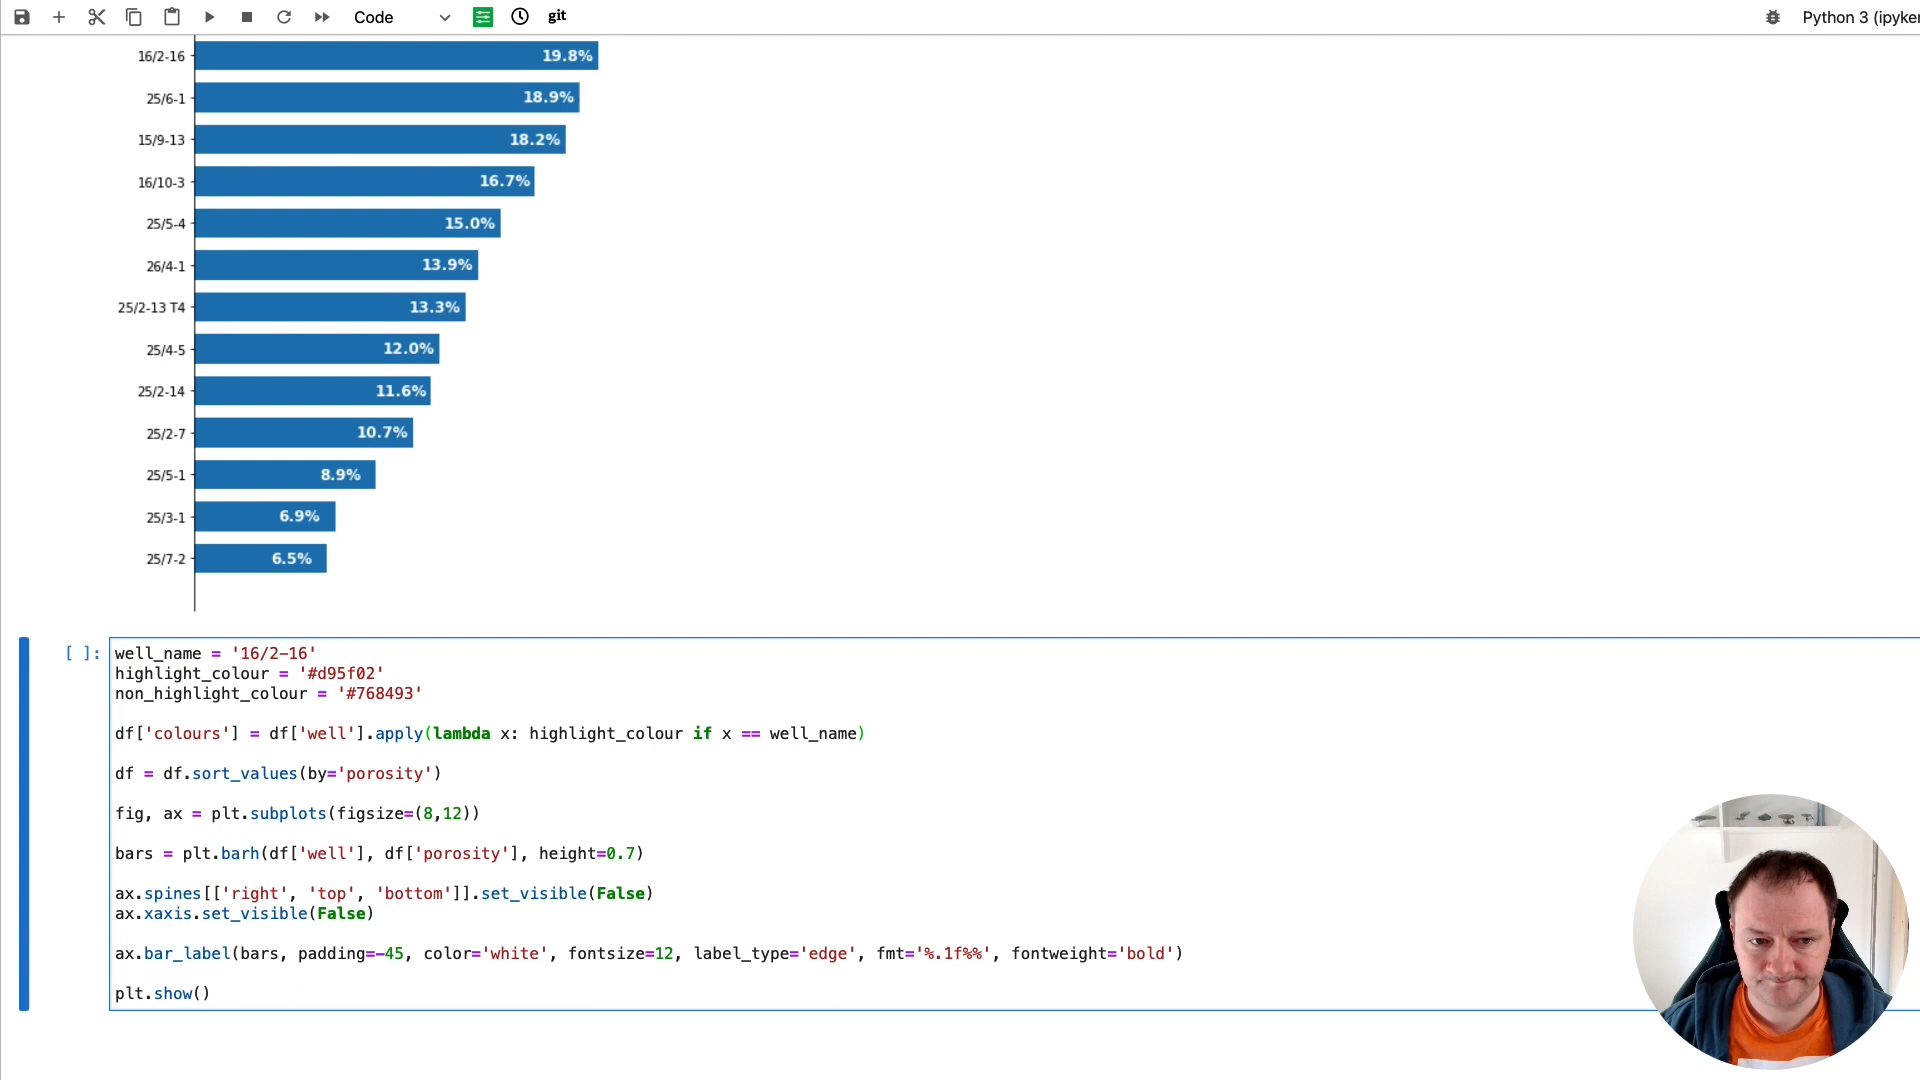 Code
git
Python 3 (ipyker
16/2-16
19.8%
25/6-1
18.9%
15/9-13
18.2%
16/10-3
16.7%
25/5-4
15.0%
26/4-1
13.9%
25/2-13 T4
13.3%
25/4-5
12.0%
25/2-14
11.6%
25/2-7
10.7%
25/5-1
8.9%
25/3-1
6.9%
25/7-2
6.5%
[ ]:
well_name = '16/2-16'
highlight_colour = '#d95f02'
non_highlight_colour = '#768493'
df['colours'] = df['well'].apply(lambda x: highlight_colour if x == well_name)
df = df.sort_values(by='porosity')
fig, ax = plt.subplots(figsize=(8,12))
bars = plt.barh(df['well'], df['porosity'], height=0.7)
ax.spines[['right', 'top', 'bottom']].set_visible(False)
ax.xaxis.set_visible(False)
ax.bar_label(bars, padding=-45, color='white', fontsize=12, label_type='edge', fmt='%.1f%%', fontweight='bold')
plt.show()